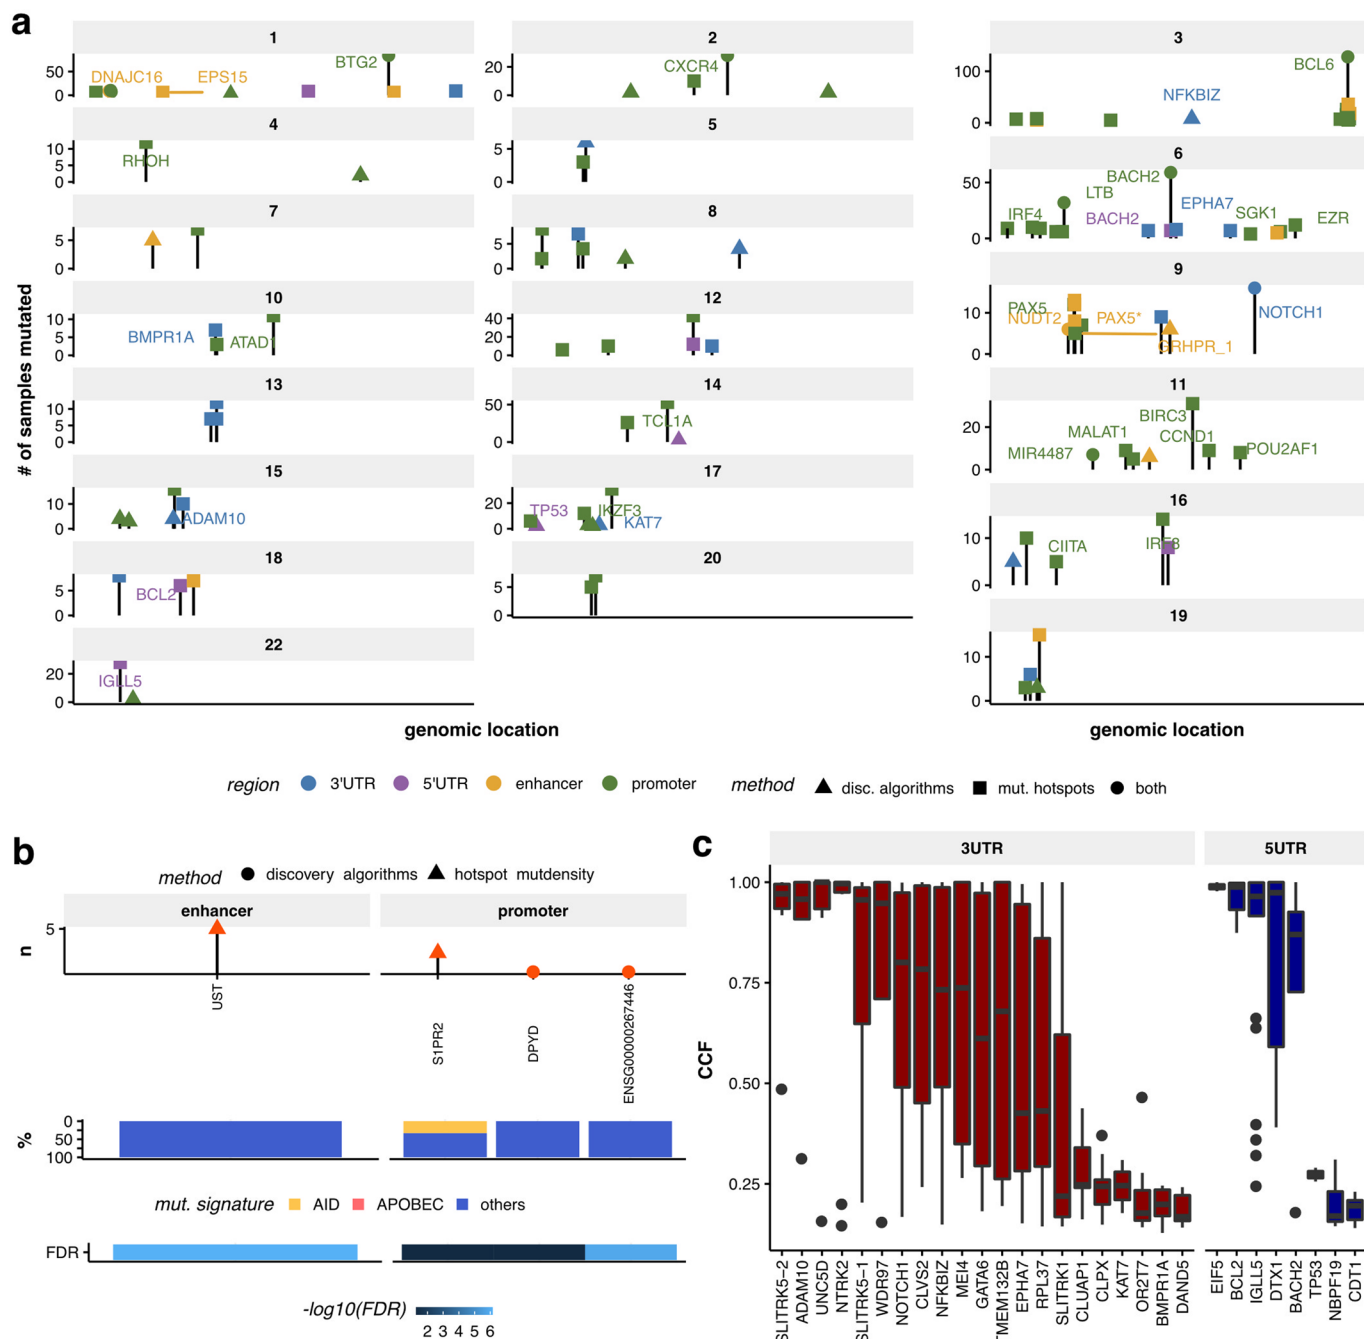 a
1
2
3
50
0
DNAJC16
EPS15
BTG2
20
0
CXCR4
100
0
NFKBIZ
BCL6
4
5
6
10
5
0
RHOH
5
0
50
0
IRF4
LTB
BACH2
BACH2
EPHA7
SGK1
EZR
7
8
9
5
0
5
0
10
0
PAX5
NUDT2
PAX5*
GRHPR_1
NOTCH1
10
12
11
10
5
0
BMPR1A
ATAD1
40
20
0
20
0
MIR4487
MALAT1
BIRC3
CCND1
POU2AF1
13
14
16
10
5
0
50
0
TCL1A
10
0
CIITA
IRF8
15
17
19
10
0
ADAM10
20
0
TP53
IKZF3
KAT7
10
0
18
20
5
0
BCL2
5
0
22
20
0
IGLL5
# of samples mutated
genomic location
genomic location
region 3'UTR 5'UTR enhancer promoter method disc. algorithms mut. hotspots both
b
method discovery algorithms hotspot mutdensity
enhancer promoter
n
5
UST
S1PR2
DPYD
ENSG00000267446
%
0
50
100
mut. signature AID APOBEC others
FDR
-log10(FDR)
2 3 4 5 6
c
3UTR 5UTR
CCF
1.00
0.75
0.50
0.25
SLITRK5-2
ADAM10
UNC5D
NTRK2
SLITRK5-1
WDR97
NOTCH1
CLVS2
NFKBIZ
MEI4
GATA6
TMEM132B
EPHA7
RPL37
SLITRK1
CLUAP1
CLPX
KAT7
OR2T7
BMPR1A
DAND5
EIF5
BCL2
IGLL5
DTX1
BACH2
TP53
NBPF19
CDT1